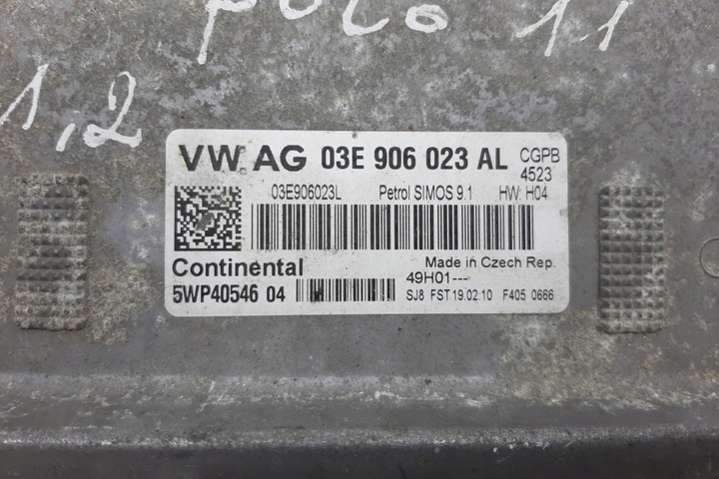 POLO 11
1,2
VW AG 03E 906 023 AL CGPB
4523
03E906023L Petrol SIMOS 9.1 HW: H04
Continental Made in Czech Rep.
49H01---
5WP40546 04 SJ8 FST 19.02.10 F405 0666